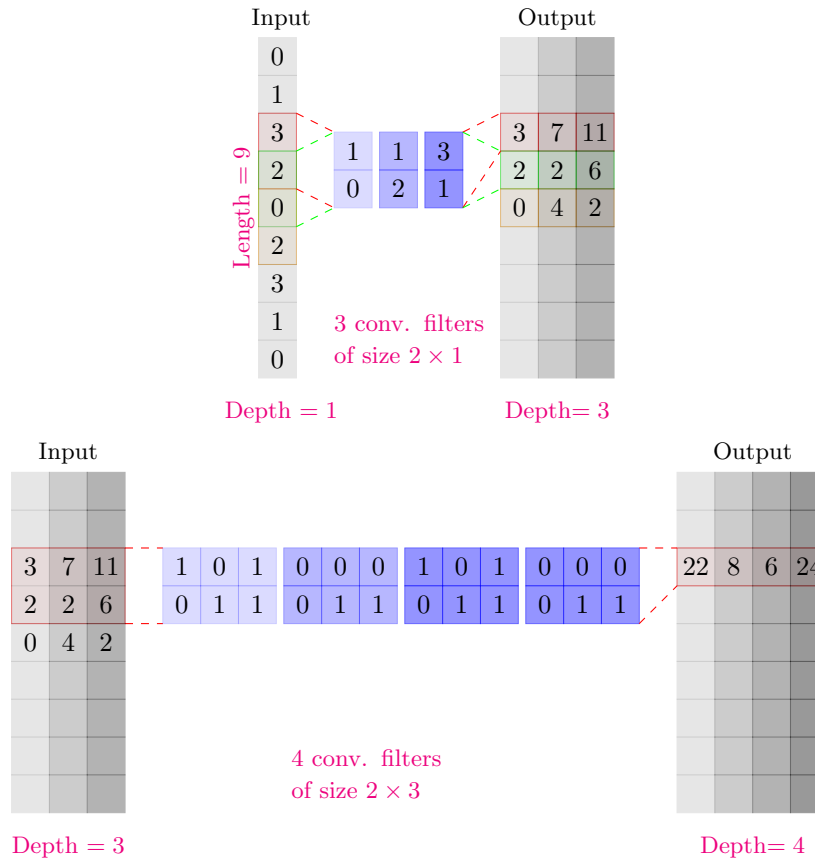 Input
Output
0
1
3
2
0
2
3
1
0
Length = 9
1 1 3
0 2 1
3 7 11
2 2 6
0 4 2
3 conv. filters
of size 2 × 1
Depth = 1
Depth= 3
Input
Output
3 7 11
2 2 6
0 4 2
1 0 1 0 0 0 1 0 1 0 0 0
0 1 1 0 1 1 0 1 1 0 1 1
22 8 6 24
4 conv. filters
of size 2 × 3
Depth = 3
Depth= 4